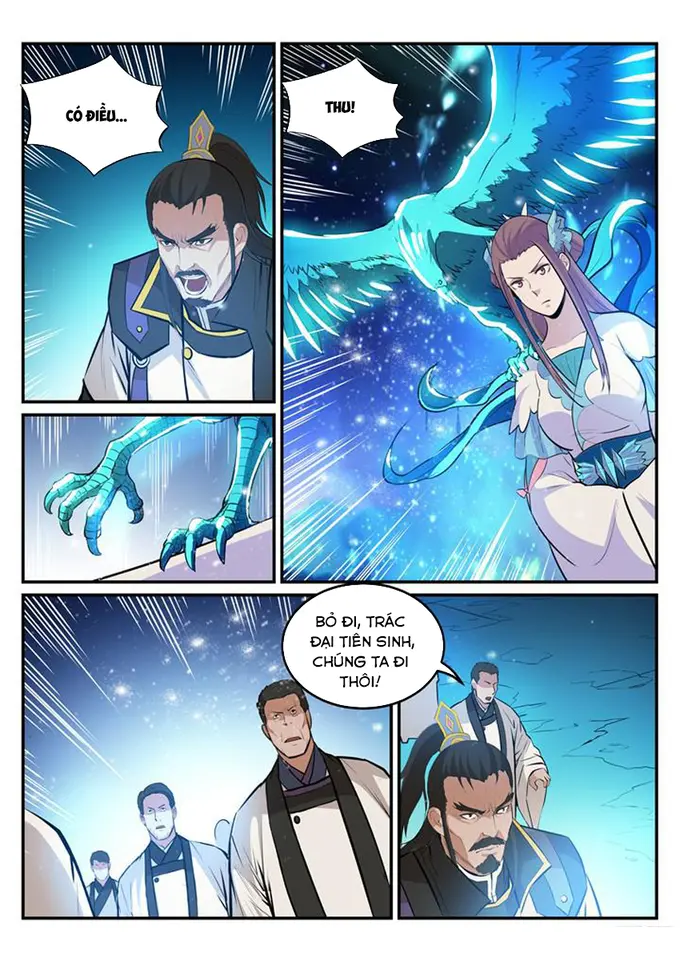 CÓ ĐIỀU...
THU!
BỎ ĐI, TRÁC
ĐẠI TIÊN SINH,
CHÚNG TA ĐI
THÔI!